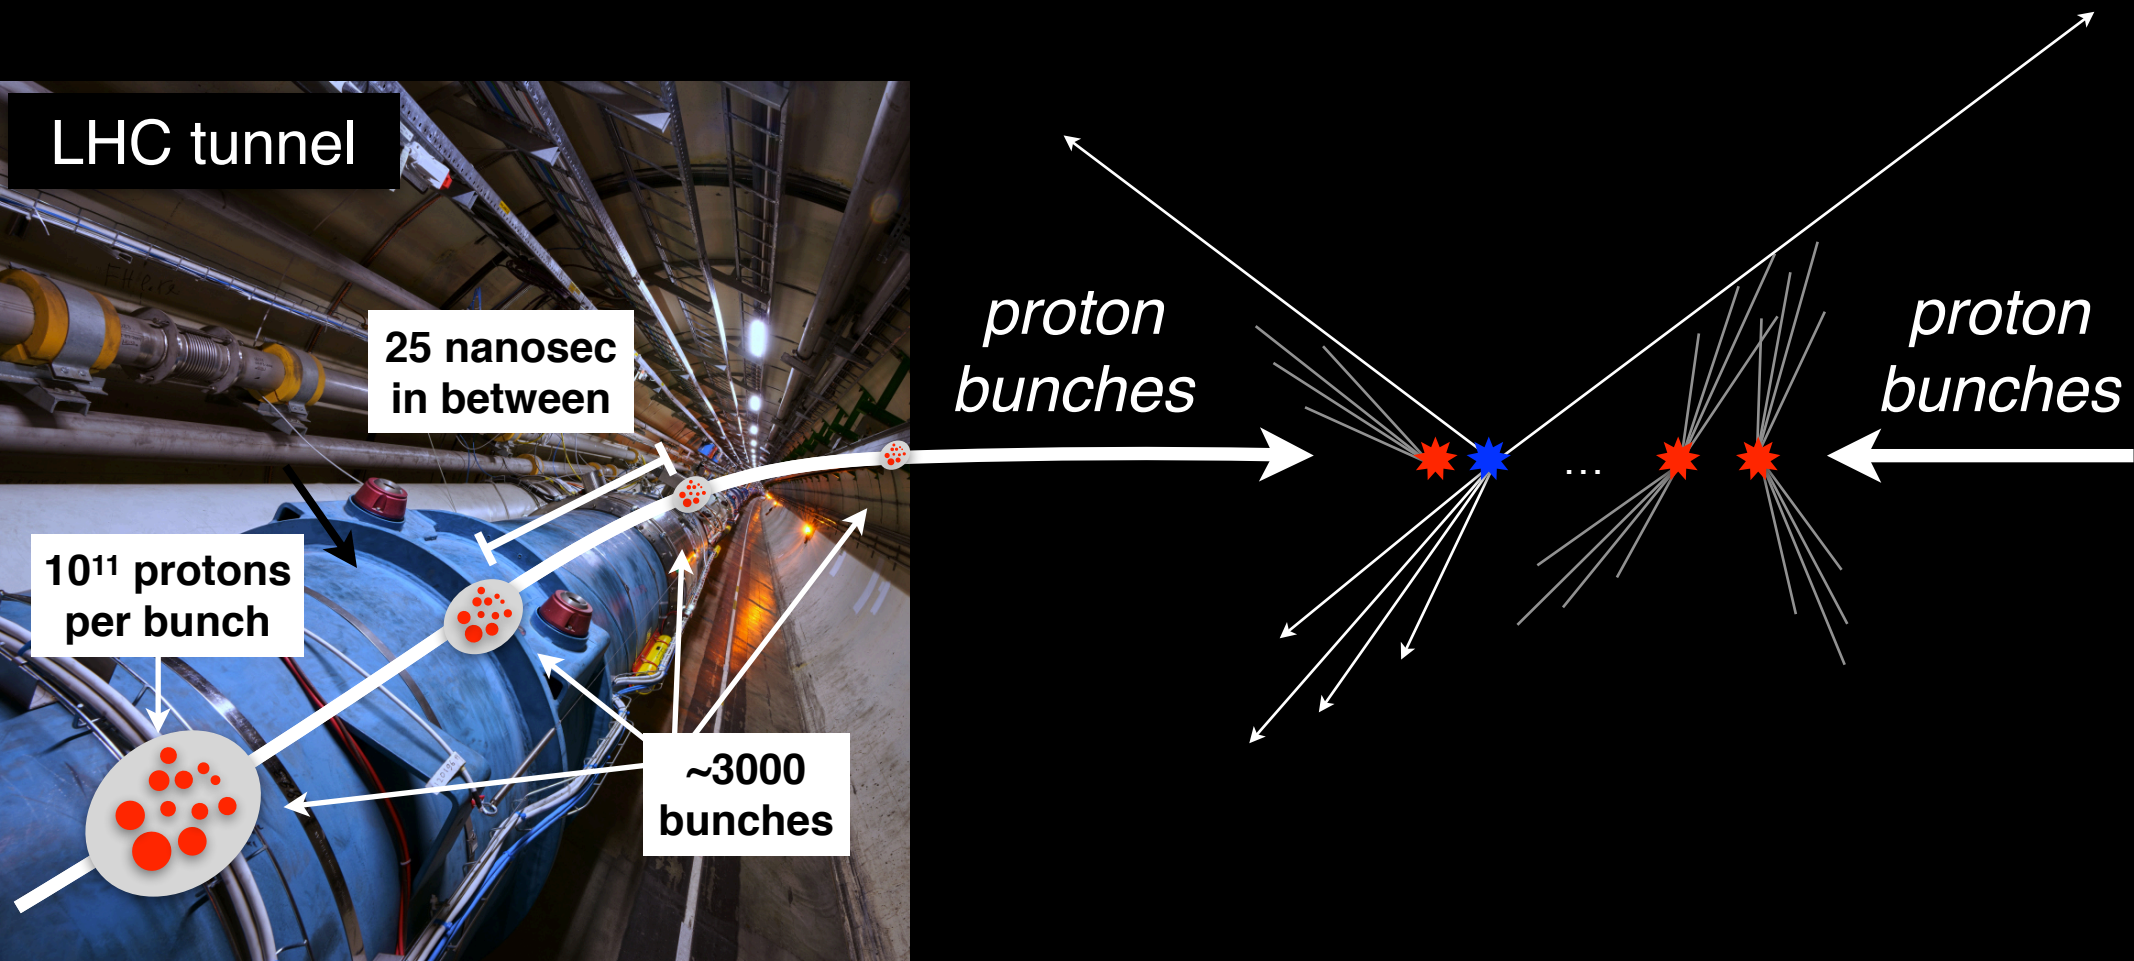 LHC tunnel
25 nanosec
in between
10¹¹ protons
per bunch
~3000
bunches
proton
bunches
...
proton
bunches